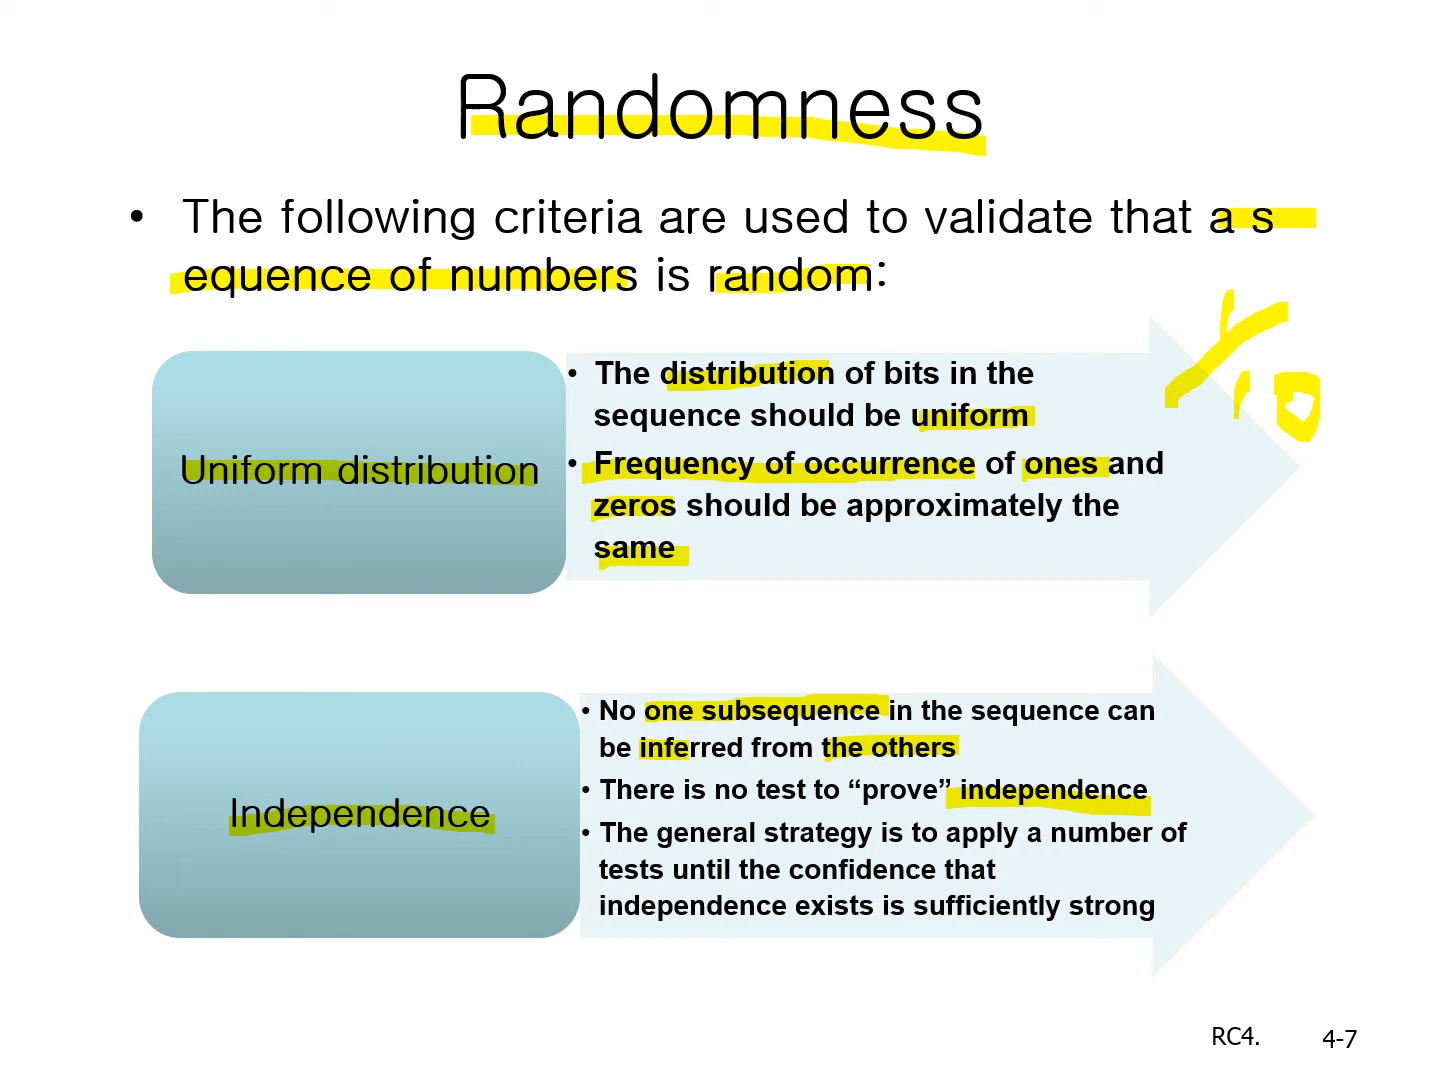 Randomness
• The following criteria are used to validate that a s
equence of numbers is random:
Uniform distribution
• The distribution of bits in the
sequence should be uniform
• Frequency of occurrence of ones and
zeros should be approximately the
same
1/10
Independence
• No one subsequence in the sequence can
be inferred from the others
• There is no test to “prove” independence
• The general strategy is to apply a number of
tests until the confidence that
independence exists is sufficiently strong
RC4. 4-7